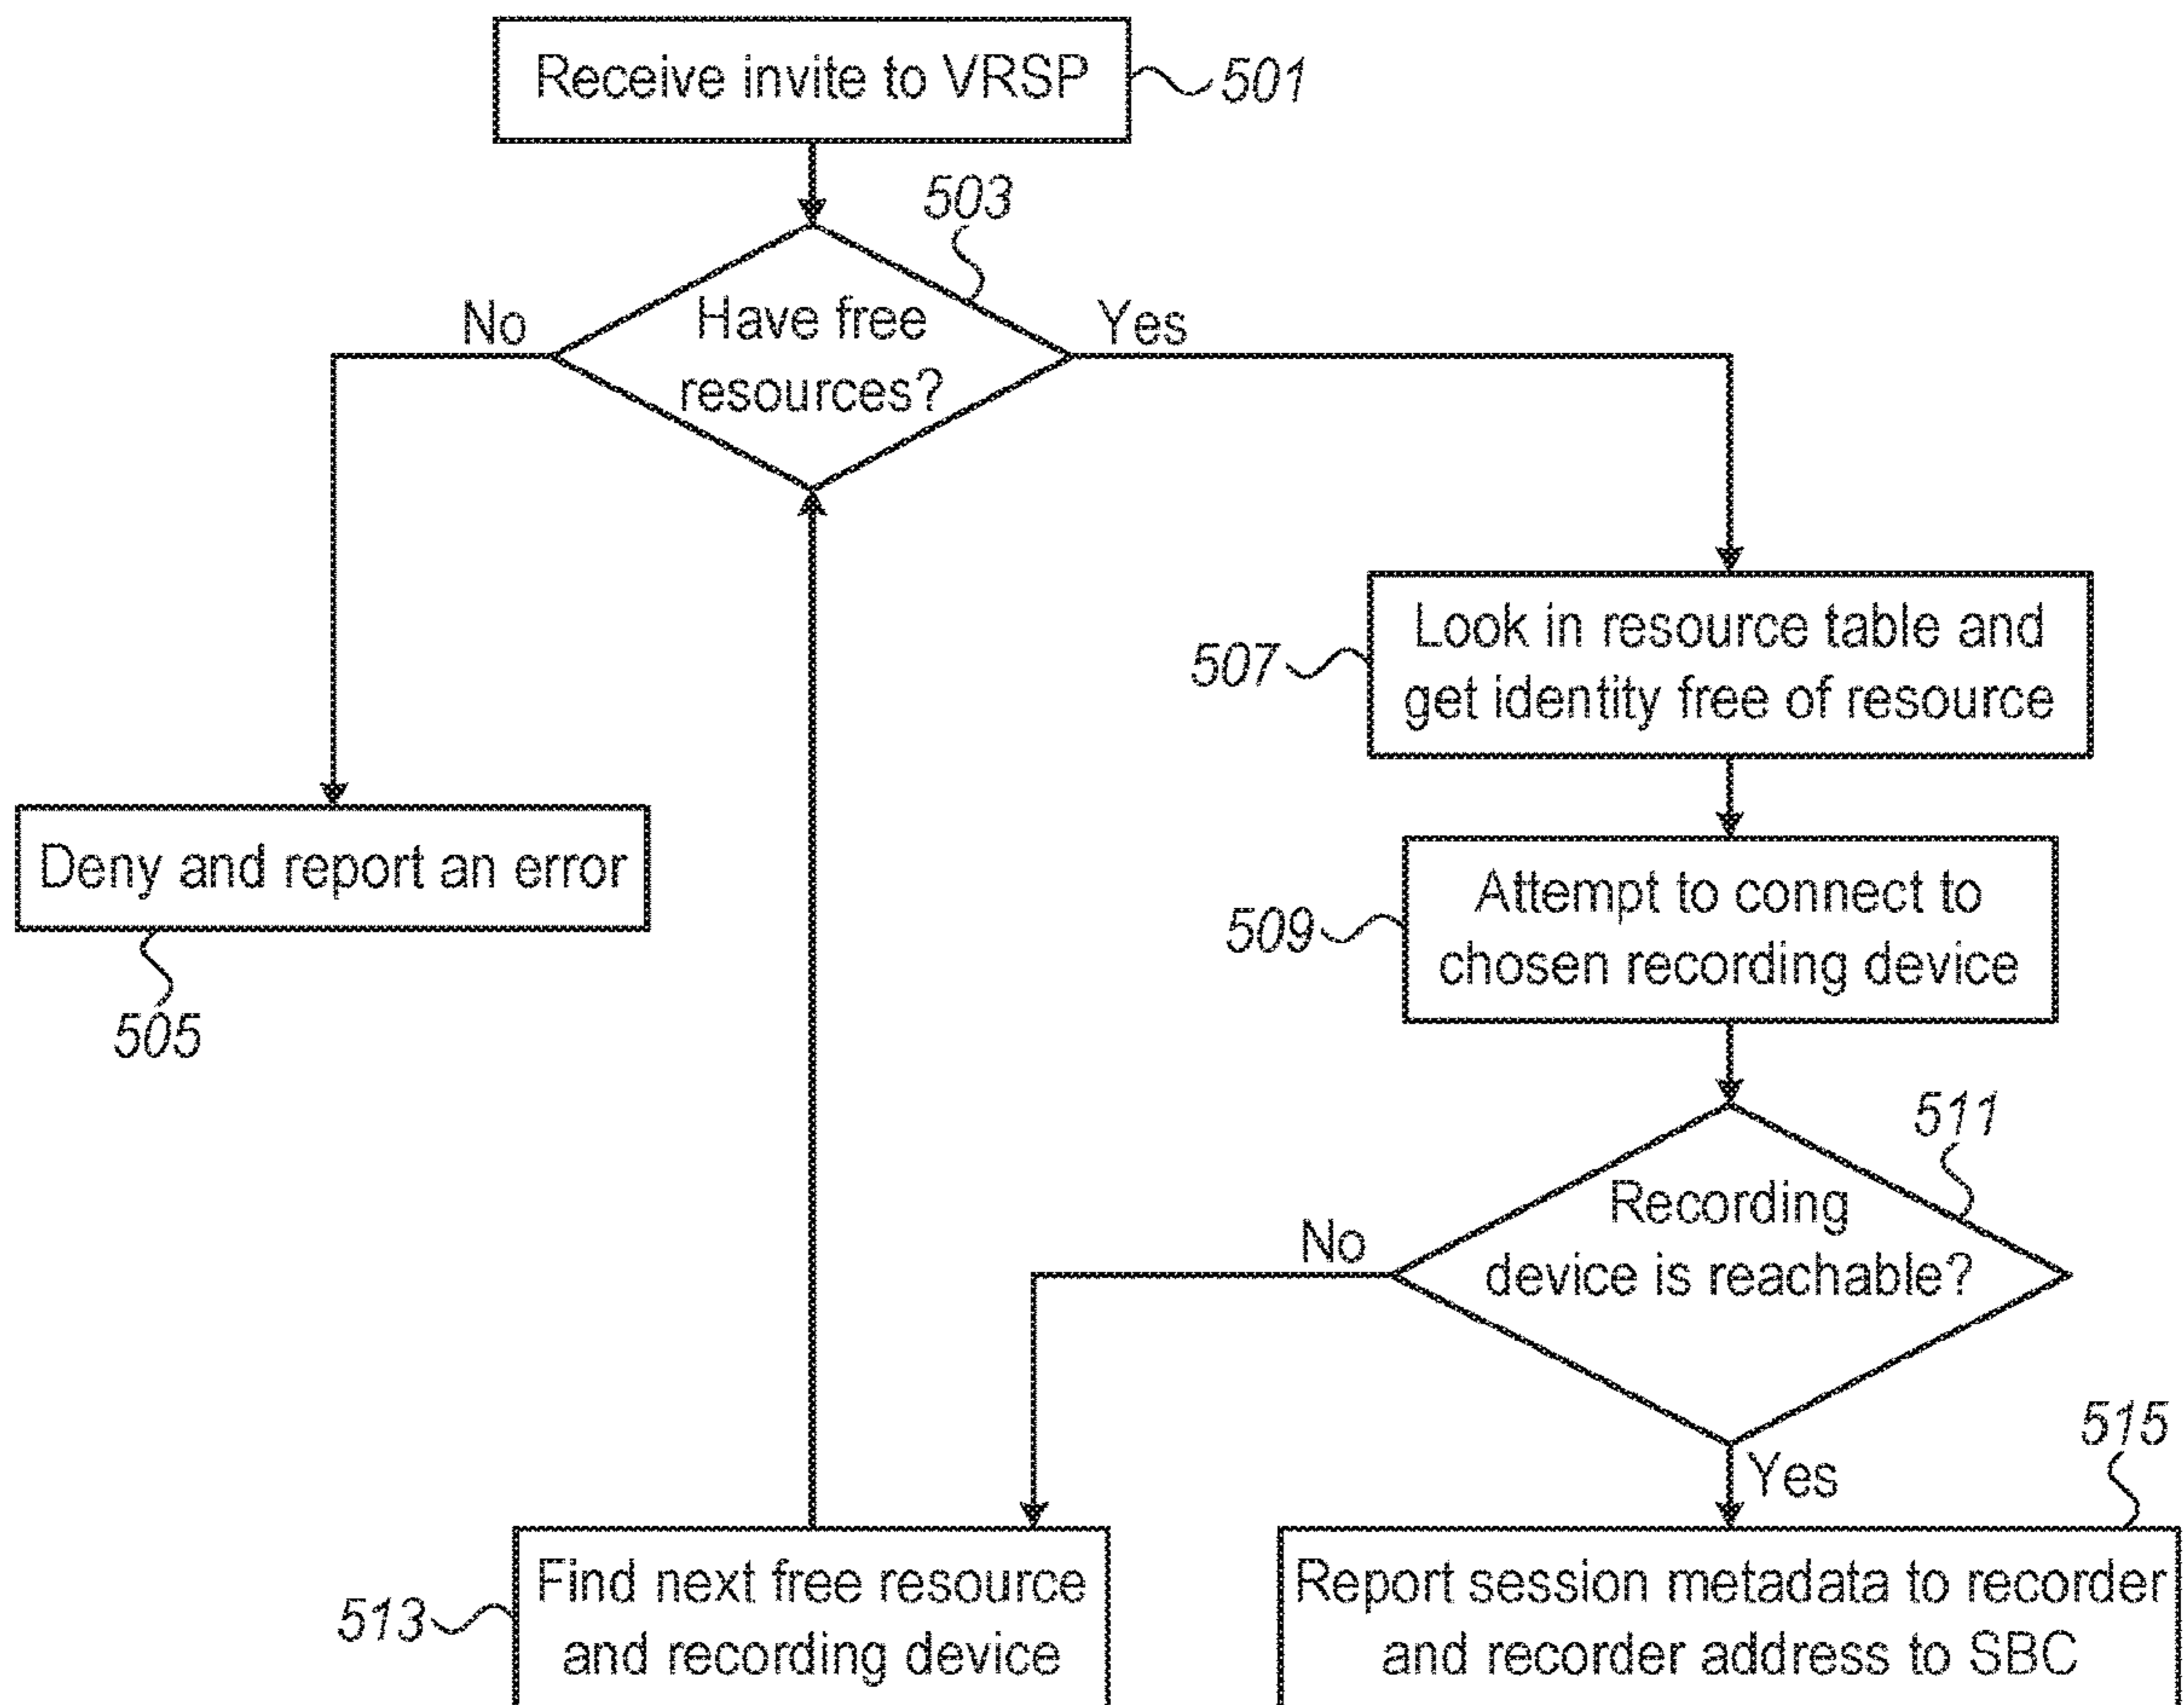 Receive invite to VRSP
501
503
No
Have free
resources?
Yes
507
Look in resource table and
get identity free of resource
Deny and report an error
505
509
Attempt to connect to
chosen recording device
511
No
Recording
device is reachable?
Yes
515
513
Find next free resource
and recording device
Report session metadata to recorder
and recorder address to SBC